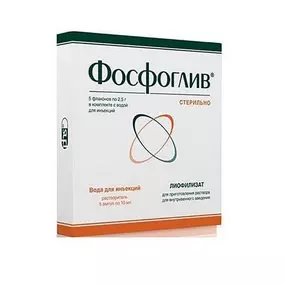 Фосфоглив®
СТЕРИЛЬНО
5 флаконов по 2,5 г
в комплекте с водой
для инъекций
Вода для инъекций
растворитель
5 ампул по 10 мл
ЛИОФИЛИЗАТ
для приготовления раствора
для внутривенного введения